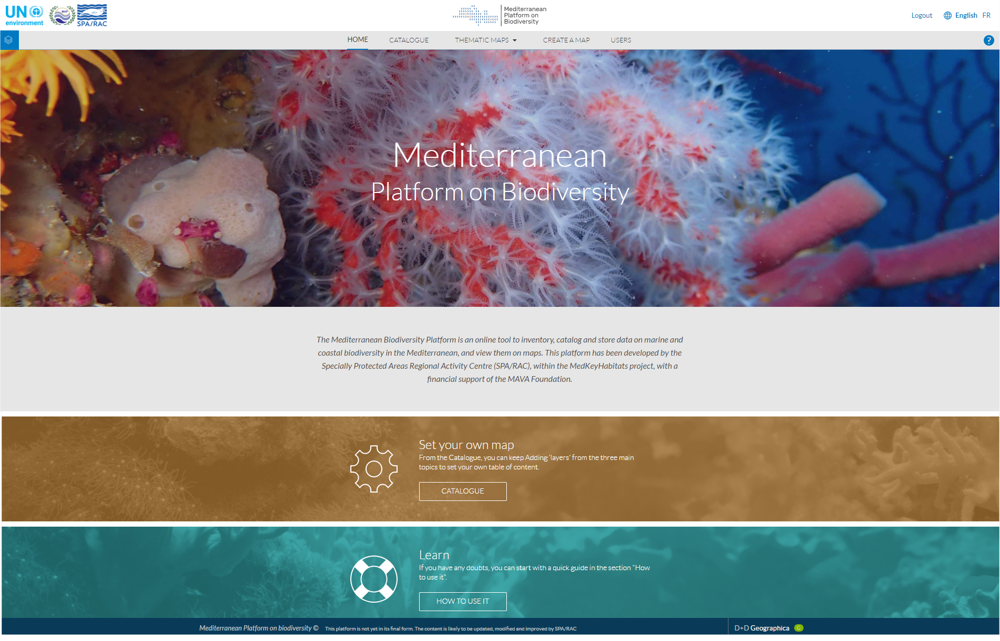 UN
environment
MAP
SPA/RAC
Mediterranean
Platform on
Biodiversity
Logout
English FR
HOME CATALOGUE THEMATIC MAPS CREATE A MAP USERS
?
Mediterranean
Platform on Biodiversity
The Mediterranean Biodiversity Platform is an online tool to inventory, catalog and store data on marine and
coastal biodiversity in the Mediterranean, and view them on maps. This platform has been developed by the
Specially Protected Areas Regional Activity Centre (SPA/RAC), within the MedKeyHabitats project, with a
financial support of the MAVA Foundation.
Set your own map
From the Catalogue, you can keep Adding 'layers' from the three main
topics to set your own table of content.
CATALOGUE
Learn
If you have any doubts, you can start with a quick guide in the section "How
to use it".
HOW TO USE IT
Mediterranean Platform on biodiversity © This platform is not yet in its final form. The content is likely to be updated, modified and improved by SPA/RAC
D+D Geographica G